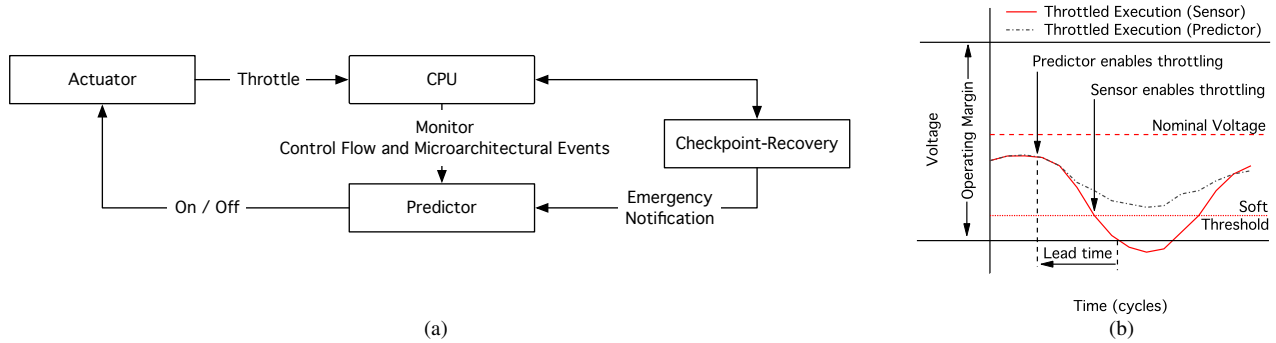 Actuator
Throttle
CPU
Monitor
Control Flow and Microarchitectural Events
Checkpoint-Recovery
On / Off
Predictor
Emergency
Notification
(a)
Throttled Execution (Sensor)
Throttled Execution (Predictor)
Predictor enables throttling
Sensor enables throttling
Voltage
Operating Margin
Nominal Voltage
Soft
Threshold
Lead time
Time (cycles)
(b)